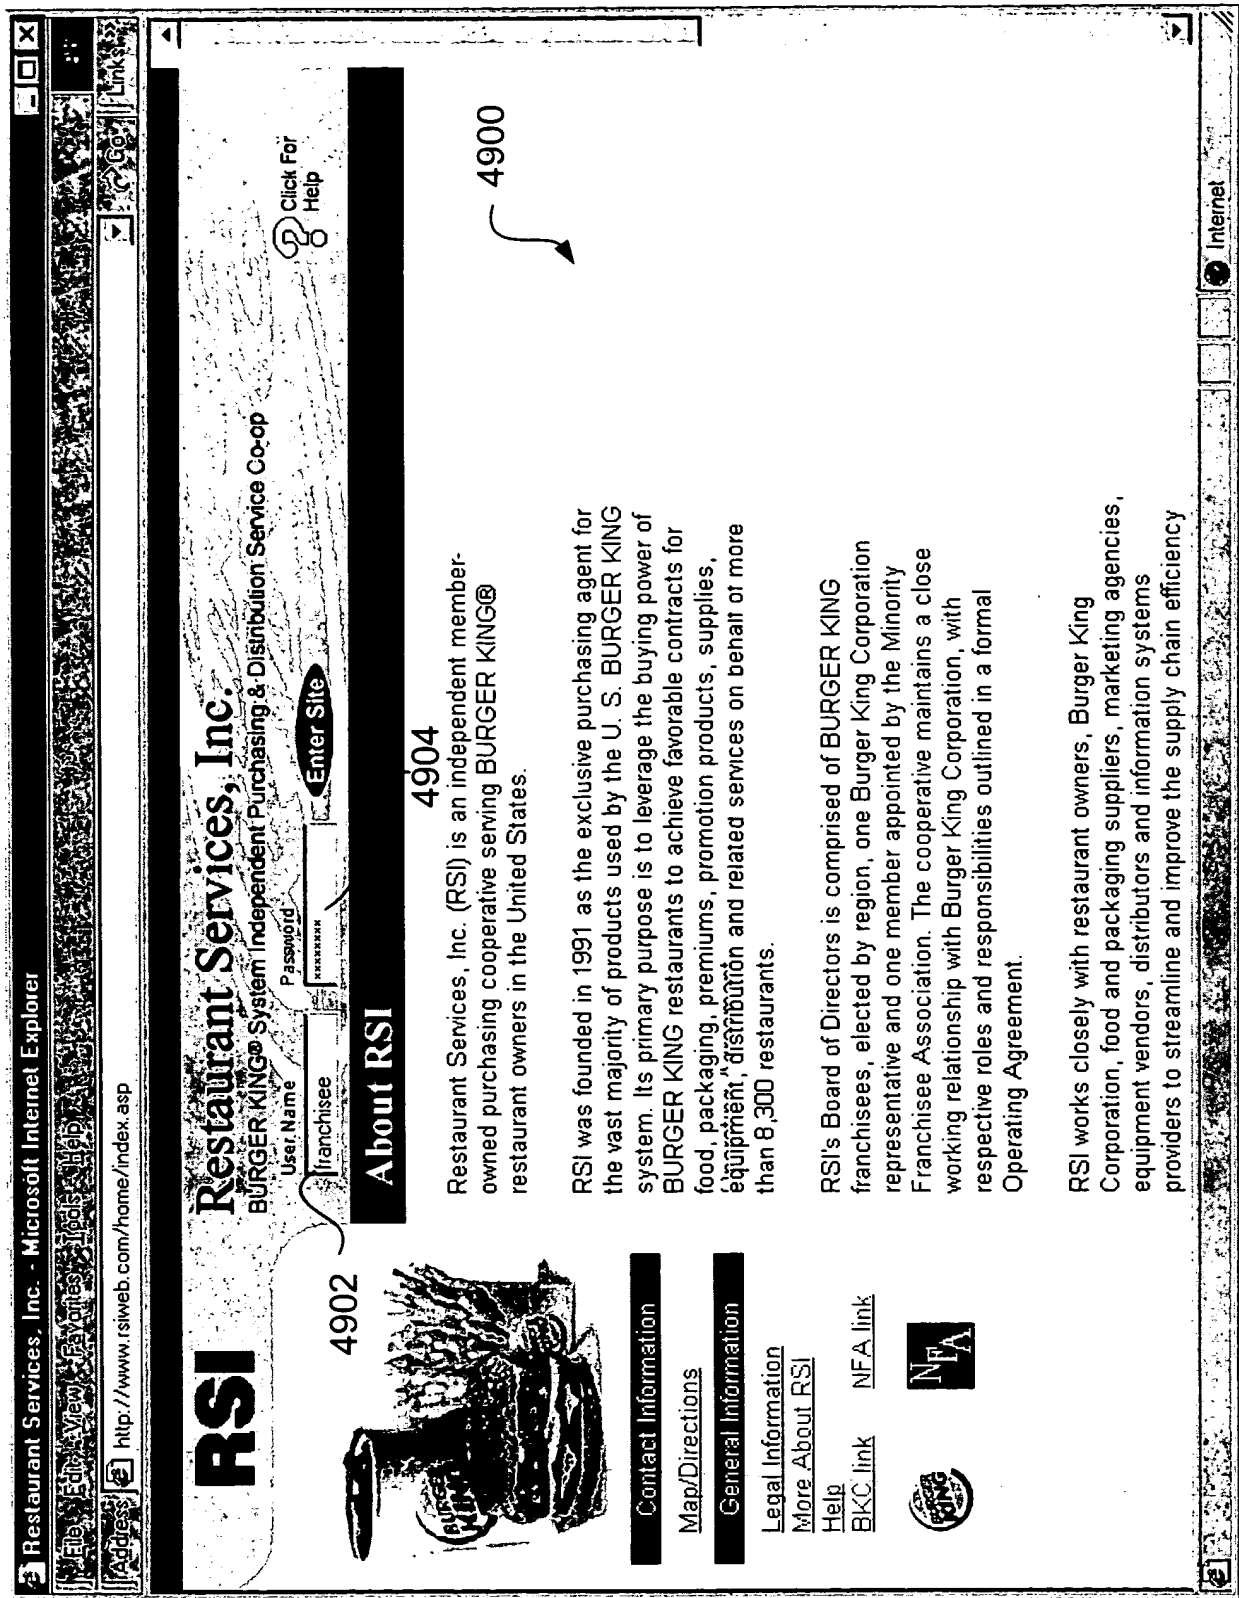 Restaurant Services, Inc. - Microsoft Internet Explorer
File Edit View Favorites Tools Help
Address http://www.rsiweb.com/home/index.asp Go Links »
RSI
Restaurant Services, Inc.
BURGER KING® System Independent Purchasing & Distribution Service Co-op
User Name Password
franchisee ******** Enter Site
Click For
Help
4902
4904
4900
About RSI
Restaurant Services, Inc. (RSI) is an independent member-
owned purchasing cooperative serving BURGER KING®
restaurant owners in the United States.
RSI was founded in 1991 as the exclusive purchasing agent for
the vast majority of products used by the U. S. BURGER KING
system. Its primary purpose is to leverage the buying power of
BURGER KING restaurants to achieve favorable contracts for
food, packaging, premiums, promotion products, supplies,
equipment, distribution and related services on behalf of more
than 8,300 restaurants.
RSI's Board of Directors is comprised of BURGER KING
franchisees, elected by region, one Burger King Corporation
representative and one member appointed by the Minority
Franchisee Association. The cooperative maintains a close
working relationship with Burger King Corporation, with
respective roles and responsibilities outlined in a formal
Operating Agreement.
RSI works closely with restaurant owners, Burger King
Corporation, food and packaging suppliers, marketing agencies,
equipment vendors, distributors and information systems
providers to streamline and improve the supply chain efficiency
BURGER KING
Contact Information
Map/Directions
General Information
Legal Information
More About RSI
Help
BKC link NFA link
BURGER KING NFA
Internet